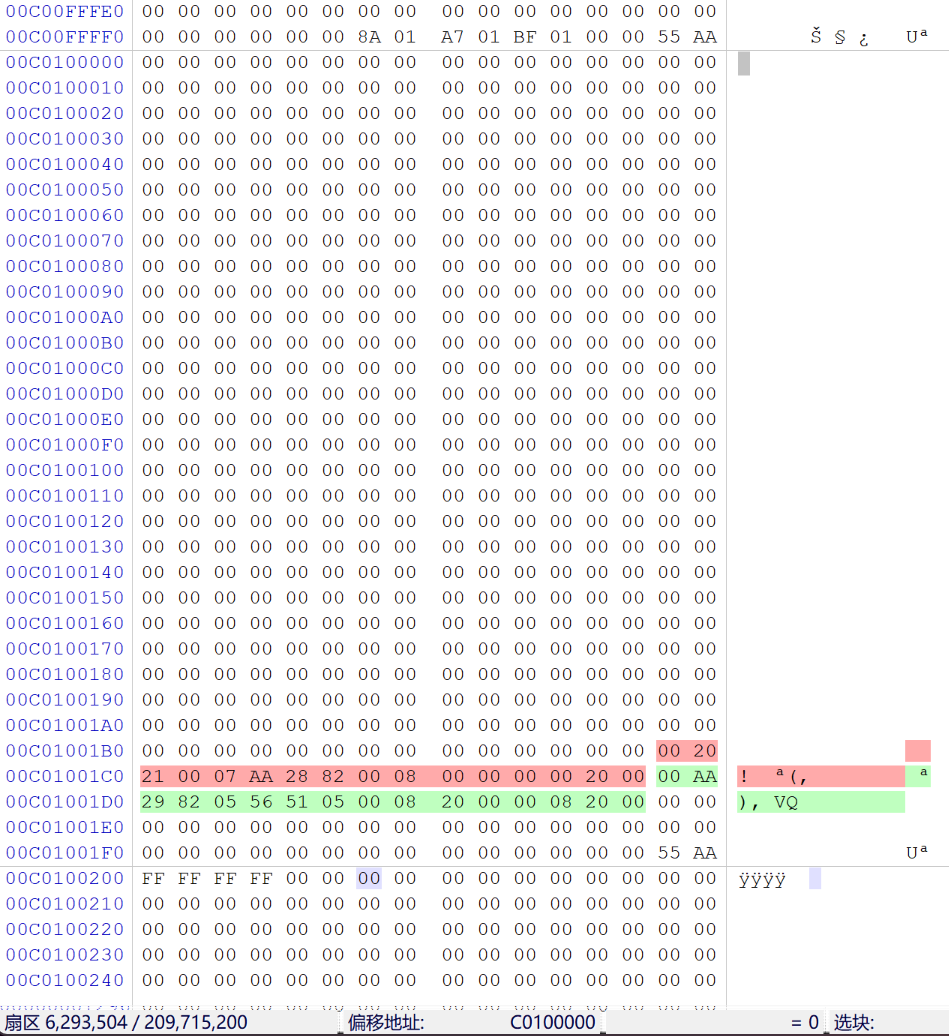 00C00FFFE0 00 00 00 00 00 00 00 00 00 00 00 00 00 00 00 00
00C00FFFF0 00 00 00 00 00 00 8A 01 A7 01 BF 01 00 00 55 AA Š § ¿ Uª
00C0100000 00 00 00 00 00 00 00 00 00 00 00 00 00 00 00 00
00C0100010 00 00 00 00 00 00 00 00 00 00 00 00 00 00 00 00
00C0100020 00 00 00 00 00 00 00 00 00 00 00 00 00 00 00 00
00C0100030 00 00 00 00 00 00 00 00 00 00 00 00 00 00 00 00
00C0100040 00 00 00 00 00 00 00 00 00 00 00 00 00 00 00 00
00C0100050 00 00 00 00 00 00 00 00 00 00 00 00 00 00 00 00
00C0100060 00 00 00 00 00 00 00 00 00 00 00 00 00 00 00 00
00C0100070 00 00 00 00 00 00 00 00 00 00 00 00 00 00 00 00
00C0100080 00 00 00 00 00 00 00 00 00 00 00 00 00 00 00 00
00C0100090 00 00 00 00 00 00 00 00 00 00 00 00 00 00 00 00
00C01000A0 00 00 00 00 00 00 00 00 00 00 00 00 00 00 00 00
00C01000B0 00 00 00 00 00 00 00 00 00 00 00 00 00 00 00 00
00C01000C0 00 00 00 00 00 00 00 00 00 00 00 00 00 00 00 00
00C01000D0 00 00 00 00 00 00 00 00 00 00 00 00 00 00 00 00
00C01000E0 00 00 00 00 00 00 00 00 00 00 00 00 00 00 00 00
00C01000F0 00 00 00 00 00 00 00 00 00 00 00 00 00 00 00 00
00C0100100 00 00 00 00 00 00 00 00 00 00 00 00 00 00 00 00
00C0100110 00 00 00 00 00 00 00 00 00 00 00 00 00 00 00 00
00C0100120 00 00 00 00 00 00 00 00 00 00 00 00 00 00 00 00
00C0100130 00 00 00 00 00 00 00 00 00 00 00 00 00 00 00 00
00C0100140 00 00 00 00 00 00 00 00 00 00 00 00 00 00 00 00
00C0100150 00 00 00 00 00 00 00 00 00 00 00 00 00 00 00 00
00C0100160 00 00 00 00 00 00 00 00 00 00 00 00 00 00 00 00
00C0100170 00 00 00 00 00 00 00 00 00 00 00 00 00 00 00 00
00C0100180 00 00 00 00 00 00 00 00 00 00 00 00 00 00 00 00
00C0100190 00 00 00 00 00 00 00 00 00 00 00 00 00 00 00 00
00C01001A0 00 00 00 00 00 00 00 00 00 00 00 00 00 00 00 00
00C01001B0 00 00 00 00 00 00 00 00 00 00 00 00 00 00 00 20
00C01001C0 21 00 07 AA 28 82 00 08 00 00 00 00 20 00 00 AA ! ª(‚ ª
00C01001D0 29 82 05 56 51 05 00 08 20 00 00 08 20 00 00 00 )‚ VQ
00C01001E0 00 00 00 00 00 00 00 00 00 00 00 00 00 00 00 00
00C01001F0 00 00 00 00 00 00 00 00 00 00 00 00 00 00 55 AA Uª
00C0100200 FF FF FF FF 00 00 00 00 00 00 00 00 00 00 00 00 ÿÿÿÿ
00C0100210 00 00 00 00 00 00 00 00 00 00 00 00 00 00 00 00
00C0100220 00 00 00 00 00 00 00 00 00 00 00 00 00 00 00 00
00C0100230 00 00 00 00 00 00 00 00 00 00 00 00 00 00 00 00
00C0100240 00 00 00 00 00 00 00 00 00 00 00 00 00 00 00 00
扇区 6,293,504 / 209,715,200 偏移地址: C0100000 = 0 选块: